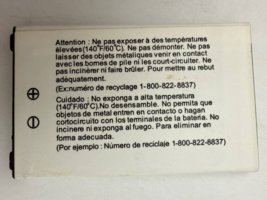 Attention : Ne pas exposer à des températures
élevées(140°F/60°C). Ne pas démonter. Ne pas
laisser des objets métaliques venir en contact
avec les bornes de pile ni les court-circuiter. Ne
pas incinérer ni faire brûler. Pour mettre au rebut
adéquatement.
(Ex:numéro de recyclage 1-800-822-8837)
Cuidado : No exponga a alta temperatura
(140°F/60°C).No desensamble. No permita que
objetos de metal entren en contacto o hagan
cortocircuito con los terminales de la bateria. No
incinere ni exponga al fuego. Para eliminar en
forma adecuada.
(Por ejemplo : Número de reciclaje 1-800-822-8837)